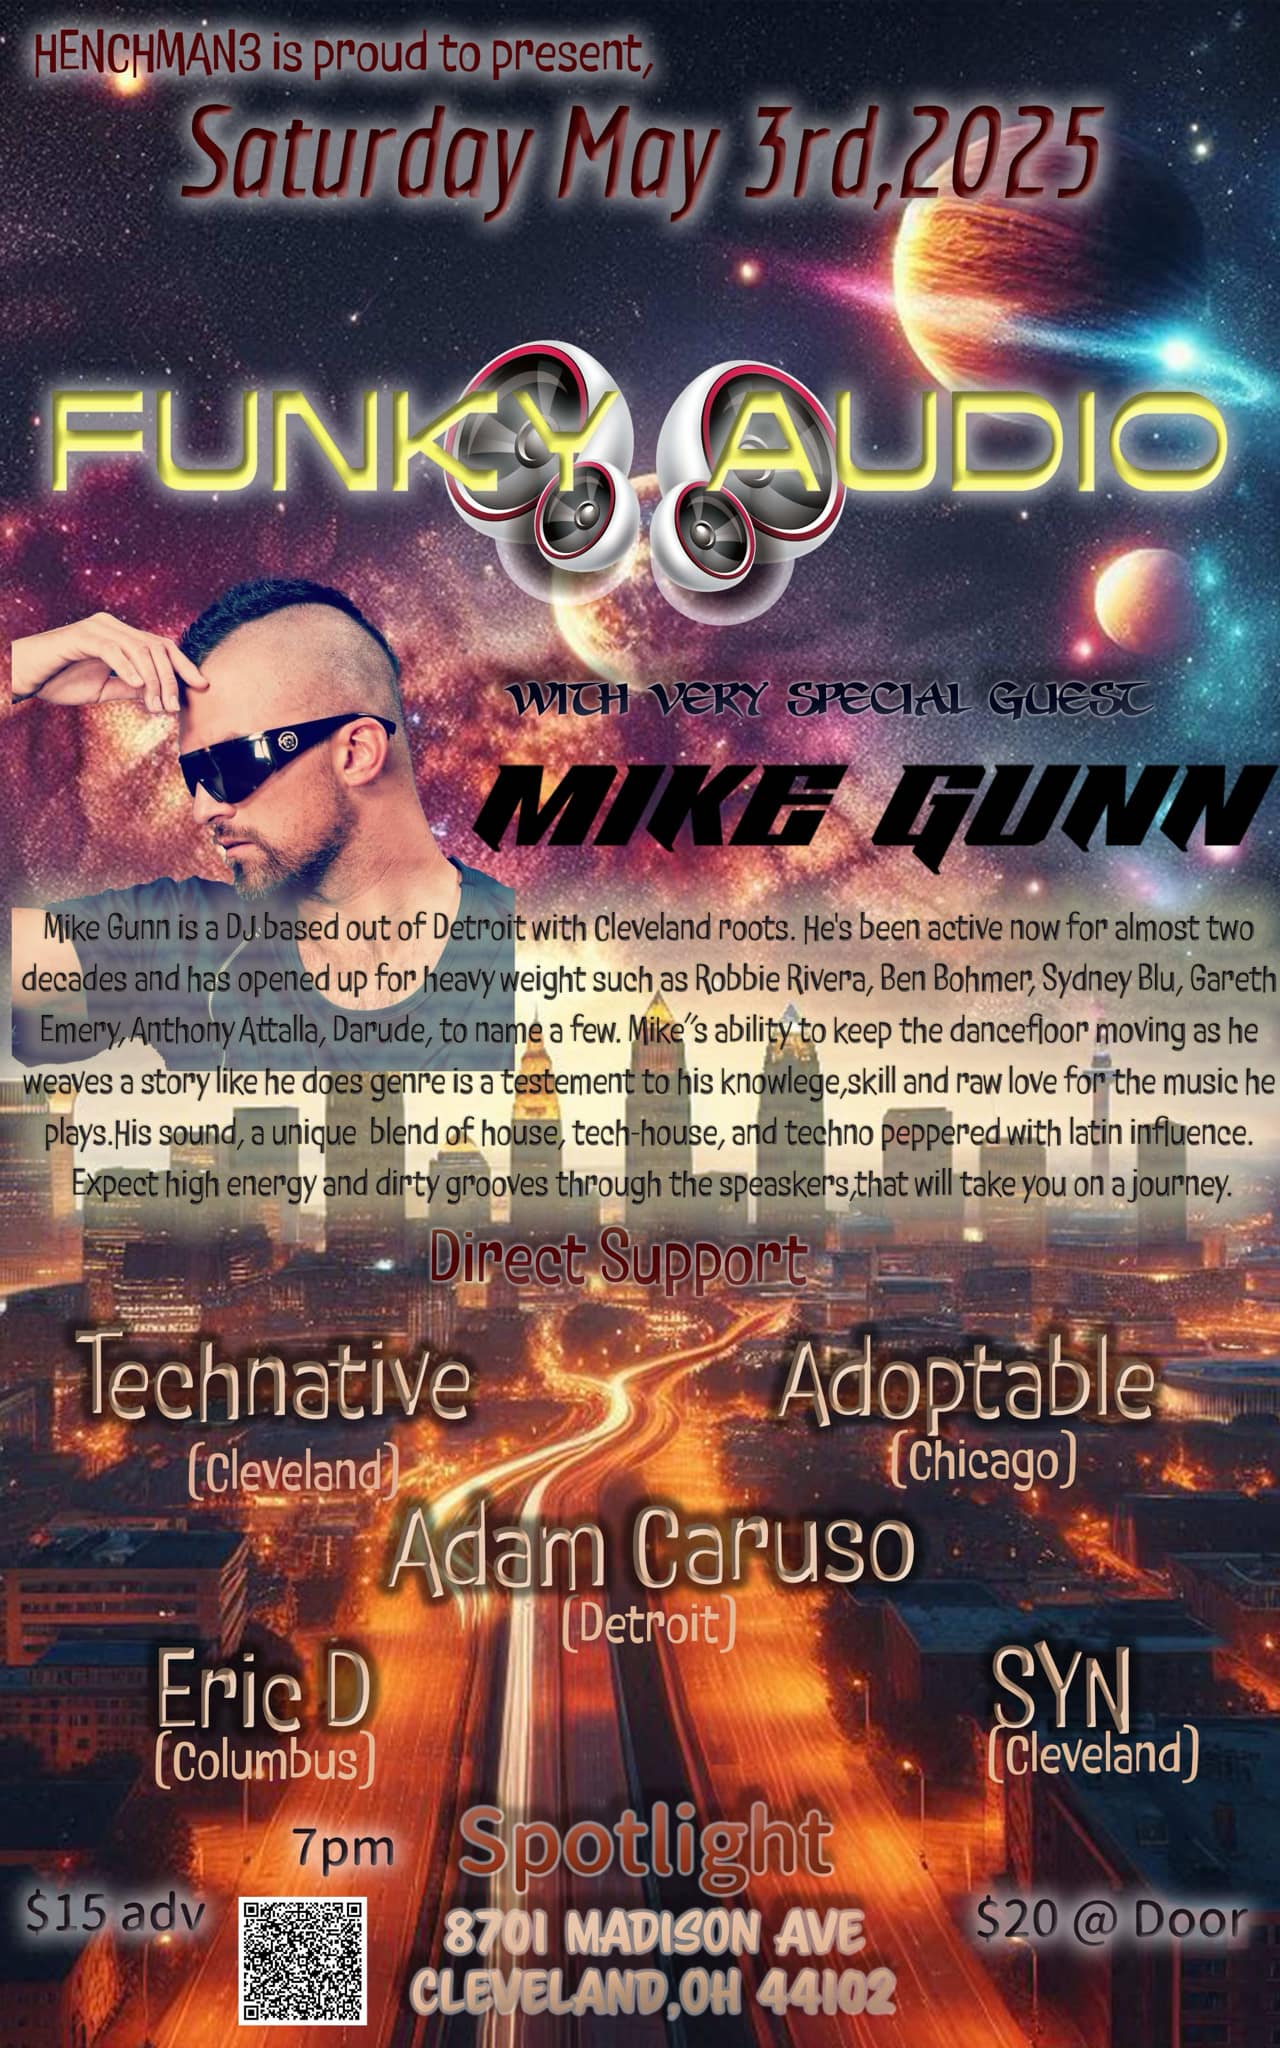 HENCHMAN3 is proud to present,
Saturday May 3rd,2025
FUNKY AUDIO
WITH VERY SPECIAL GUEST
MIKE GUNN
Mike Gunn is a DJ based out of Detroit with Cleveland roots. He's been active now for almost two
decades and has opened up for heavy weight such as Robbie Rivera, Ben Bohmer, Sydney Blu, Gareth
Emery, Anthony Attalla, Darude, to name a few. Mike"s ability to keep the dancefloor moving as he
weaves a story like he does genre is a testement to his knowlege,skill and raw love for the music he
plays.His sound, a unique blend of house, tech-house, and techno peppered with latin influence.
Expect high energy and dirty grooves through the speaskers,that will take you on a journey.
Direct Support
Technative
(Cleveland)
Adoptable
(Chicago)
Adam Caruso
(Detroit)
Eric D
(Columbus)
SYN
(Cleveland)
7pm
Spotlight
$15 adv
8701 MADISON AVE
CLEVELAND,OH 44102
$20 @ Door